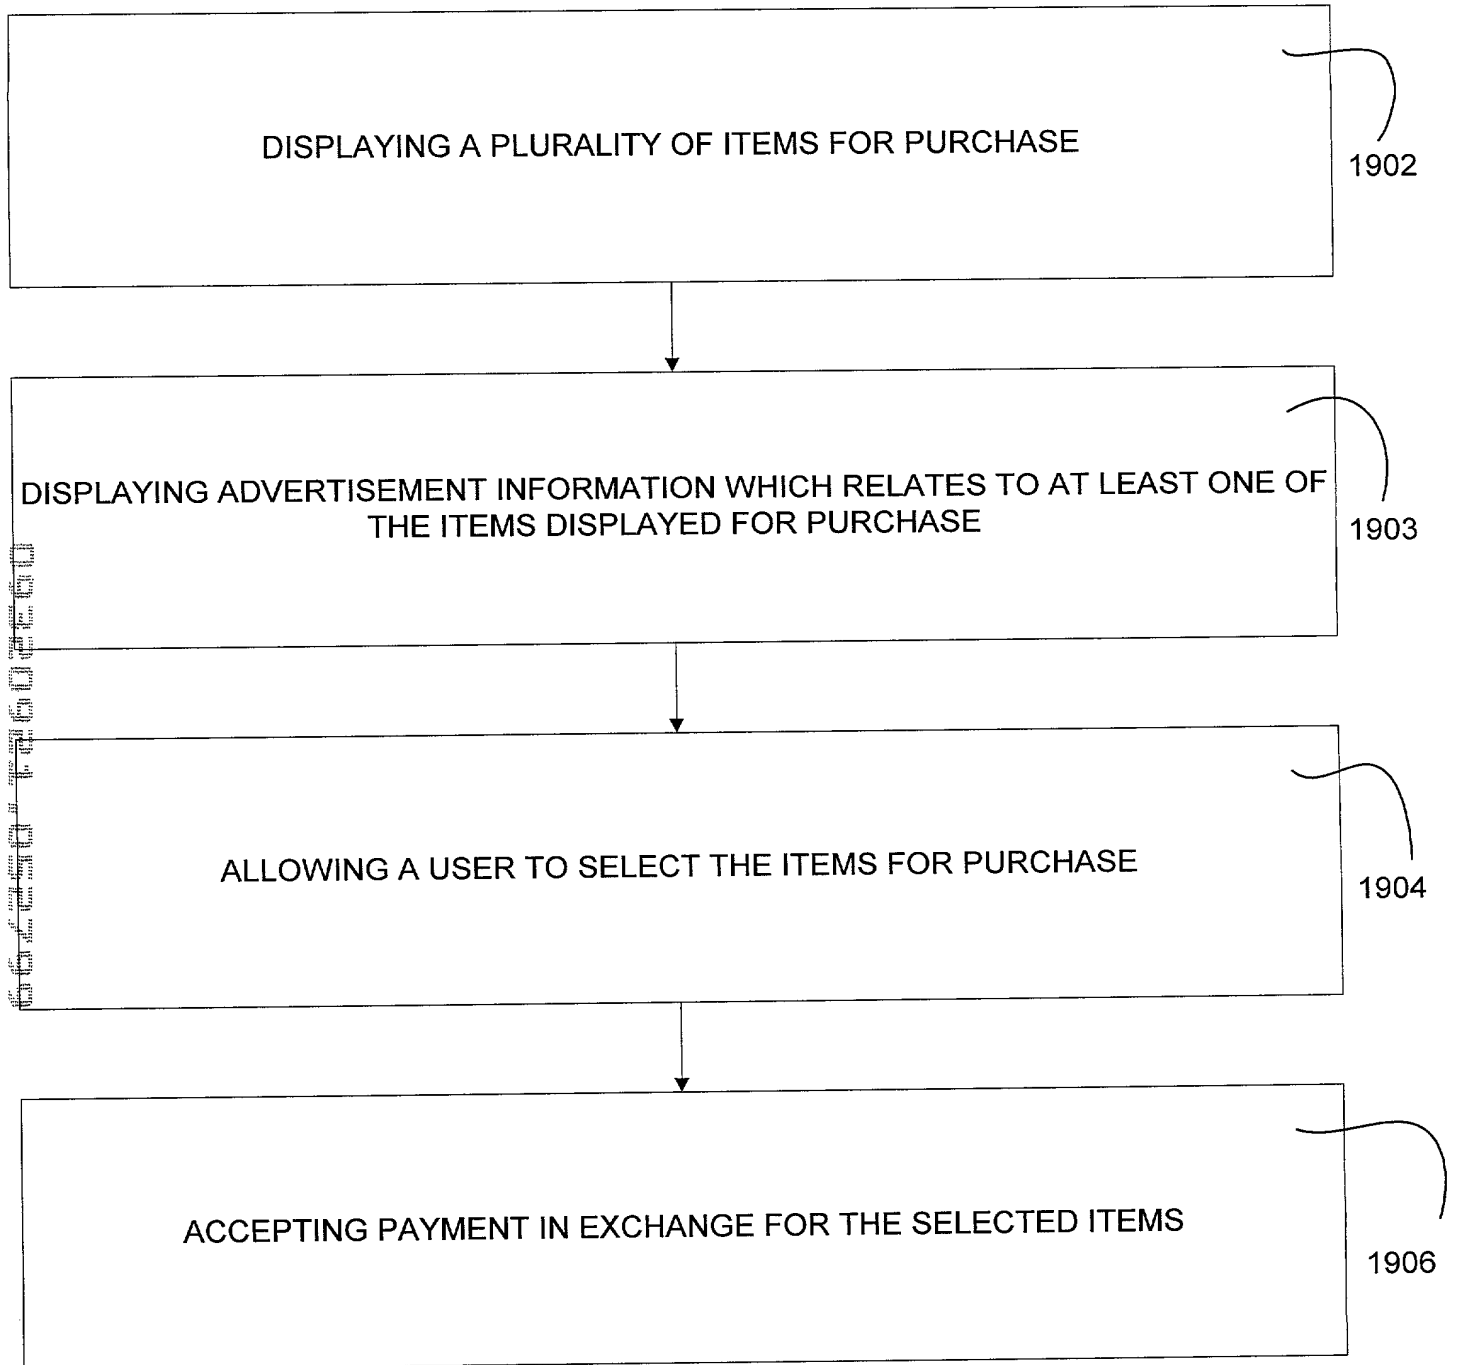 DISPLAYING A PLURALITY OF ITEMS FOR PURCHASE
1902
DISPLAYING ADVERTISEMENT INFORMATION WHICH RELATES TO AT LEAST ONE OF
THE ITEMS DISPLAYED FOR PURCHASE
1903
ALLOWING A USER TO SELECT THE ITEMS FOR PURCHASE
1904
ACCEPTING PAYMENT IN EXCHANGE FOR THE SELECTED ITEMS
1906